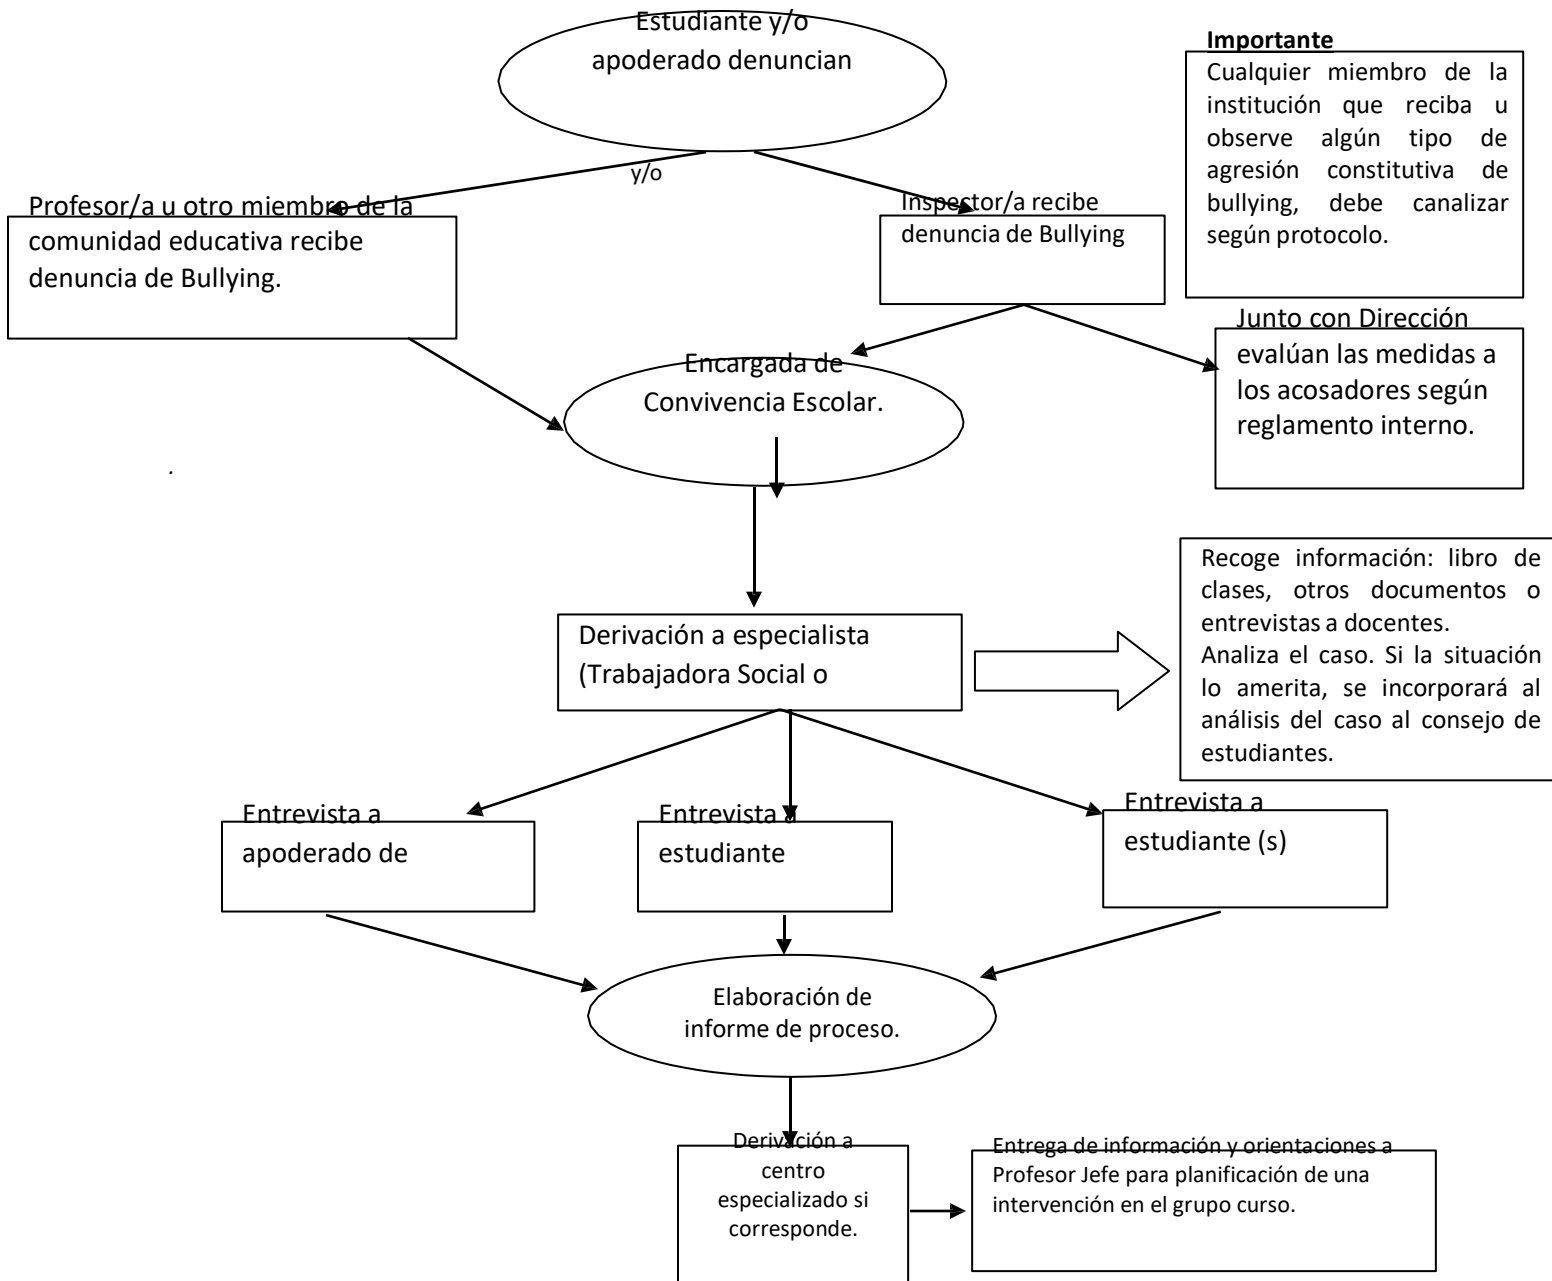 Estudiante y/o
apoderado denuncian
Importante
Cualquier miembro de la
institución que reciba u
observe algún tipo de
agresión constitutiva de
bullying, debe canalizar
según protocolo.
y/o
Profesor/a u otro miembro de la
comunidad educativa recibe
denuncia de Bullying.
Inspector/a recibe
denuncia de Bullying
Junto con Dirección
evalúan las medidas a
los acosadores según
reglamento interno.
Encargada de
Convivencia Escolar.
.
Derivación a especialista
(Trabajadora Social o
Recoge información: libro de
clases, otros documentos o
entrevistas a docentes.
Analiza el caso. Si la situación
lo amerita, se incorporará al
análisis del caso al consejo de
estudiantes.
Entrevista a
apoderado de
Entrevista a
estudiante
Entrevista a
estudiante (s)
Elaboración de
informe de proceso.
Derivación a
centro
especializado si
corresponde.
Entrega de información y orientaciones a
Profesor Jefe para planificación de una
intervención en el grupo curso.